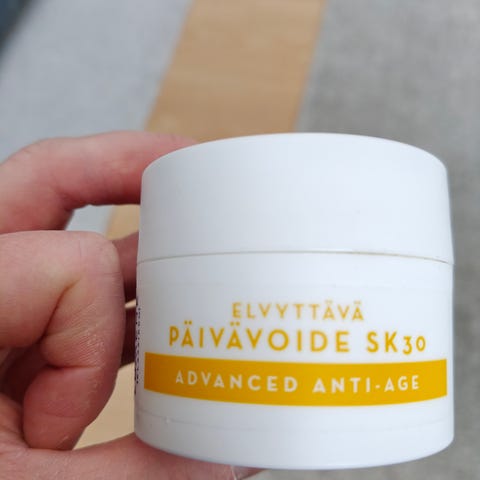 ELVYTTÄVÄ
PÄIVÄVOIDE SK30
ADVANCED ANTI-AGE